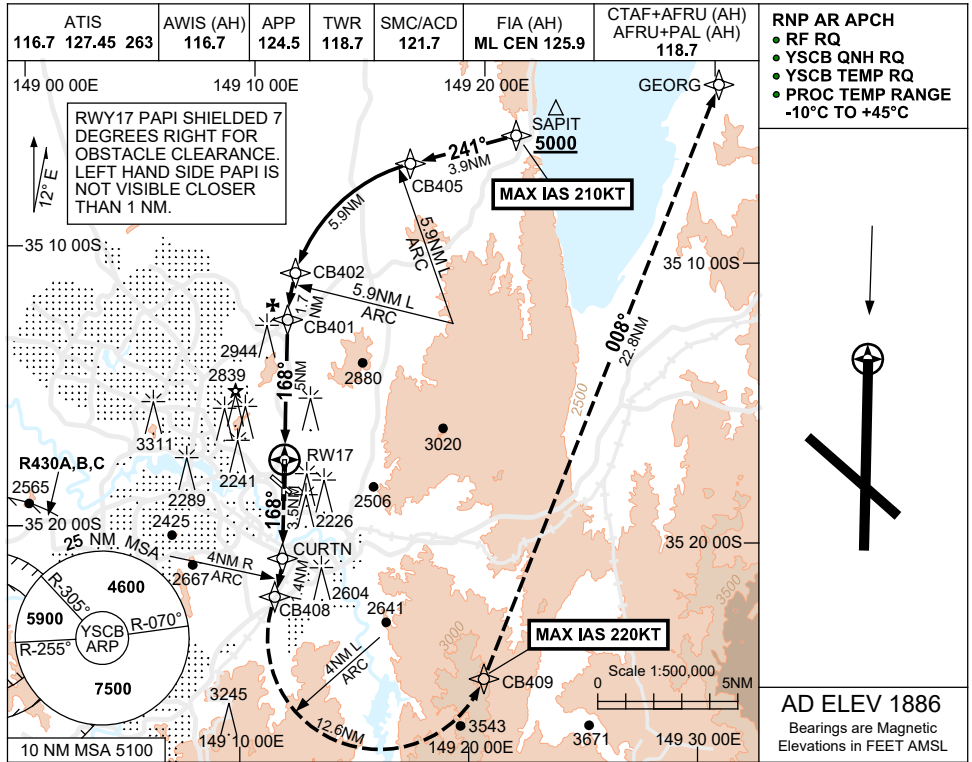 ATIS
116.7 127.45 263
AWIS (AH)
116.7
APP
124.5
TWR
118.7
SMC/ACD
121.7
FIA (AH)
ML CEN 125.9
CTAF+AFRU (AH)
AFRU+PAL (AH)
118.7
RNP AR APCH
• RF RQ
• YSCB QNH RQ
• YSCB TEMP RQ
• PROC TEMP RANGE
-10°C TO +45°C
149 00 00E
149 10 00E
149 20 00E
GEORG
RWY17 PAPI SHIELDED 7
DEGREES RIGHT FOR
OBSTACLE CLEARANCE.
LEFT HAND SIDE PAPI IS
NOT VISIBLE CLOSER
THAN 1 NM.
12° E
SAPIT
5000
241°
3.9NM
CB405
MAX IAS 210KT
5.9NM
5.9NM L
ARC
35 10 00S
35 10 00S
CB402
5.9NM L
ARC
1.7
NM
CB401
2944
2839
2880
168°
5NM
008°
22.8NM
2500
3311
3020
2241
RW17
R430A,B,C
2565
2289
2506
2226
168°
5NM
35 20 00S
2425
35 20 00S
CURTN
25 NM MSA
4NM R
ARC
2667
.4NM
2604
CB408
2641
3500
3000
4600
R-305°
5900
YSCB
ARP
R-070°
R-255°
7500
MAX IAS 220KT
4NM L
ARC
CB409
Scale 1:500,000
0
5NM
3245
12.6NM
3543
3671
10 NM MSA 5100
149 10 00E
149 20 00E
149 30 00E
AD ELEV 1886
Bearings are Magnetic
Elevations in FEET AMSL